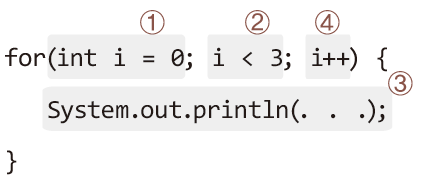 ① ② ④
for(int i = 0; i < 3; i++) {
③
System.out.println(. . .);
}